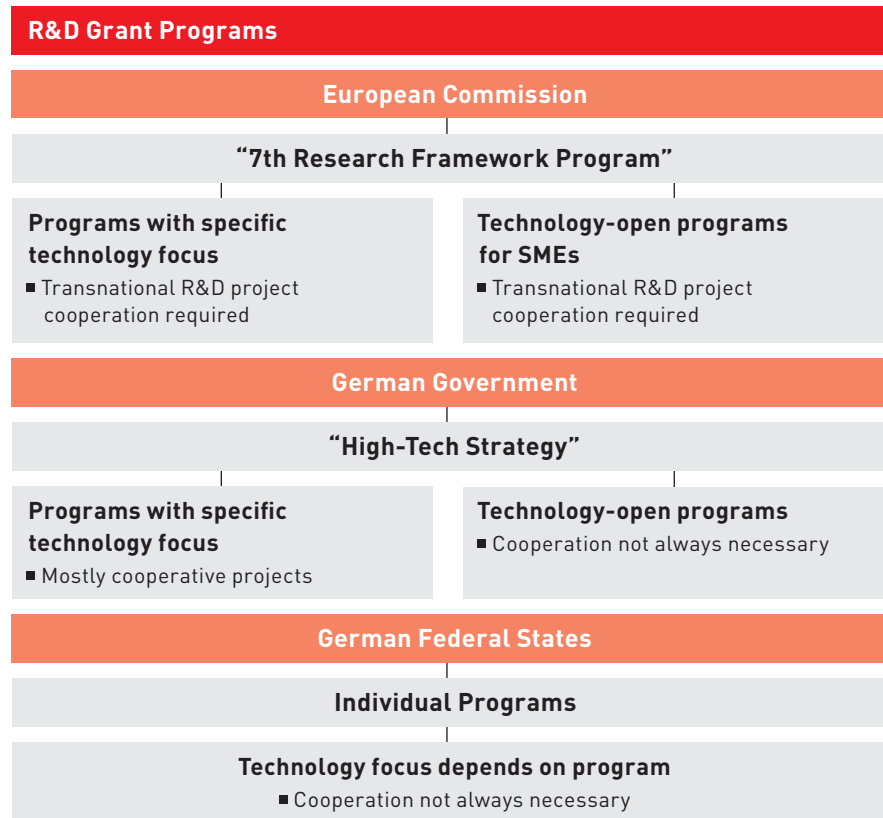 R&D Grant Programs
European Commission
“7th Research Framework Program”
Programs with specific
technology focus
■ Transnational R&D project
cooperation required
Technology-open programs
for SMEs
■ Transnational R&D project
cooperation required
German Government
“High-Tech Strategy”
Programs with specific
technology focus
■ Mostly cooperative projects
Technology-open programs
■ Cooperation not always necessary
German Federal States
Individual Programs
Technology focus depends on program
■ Cooperation not always necessary